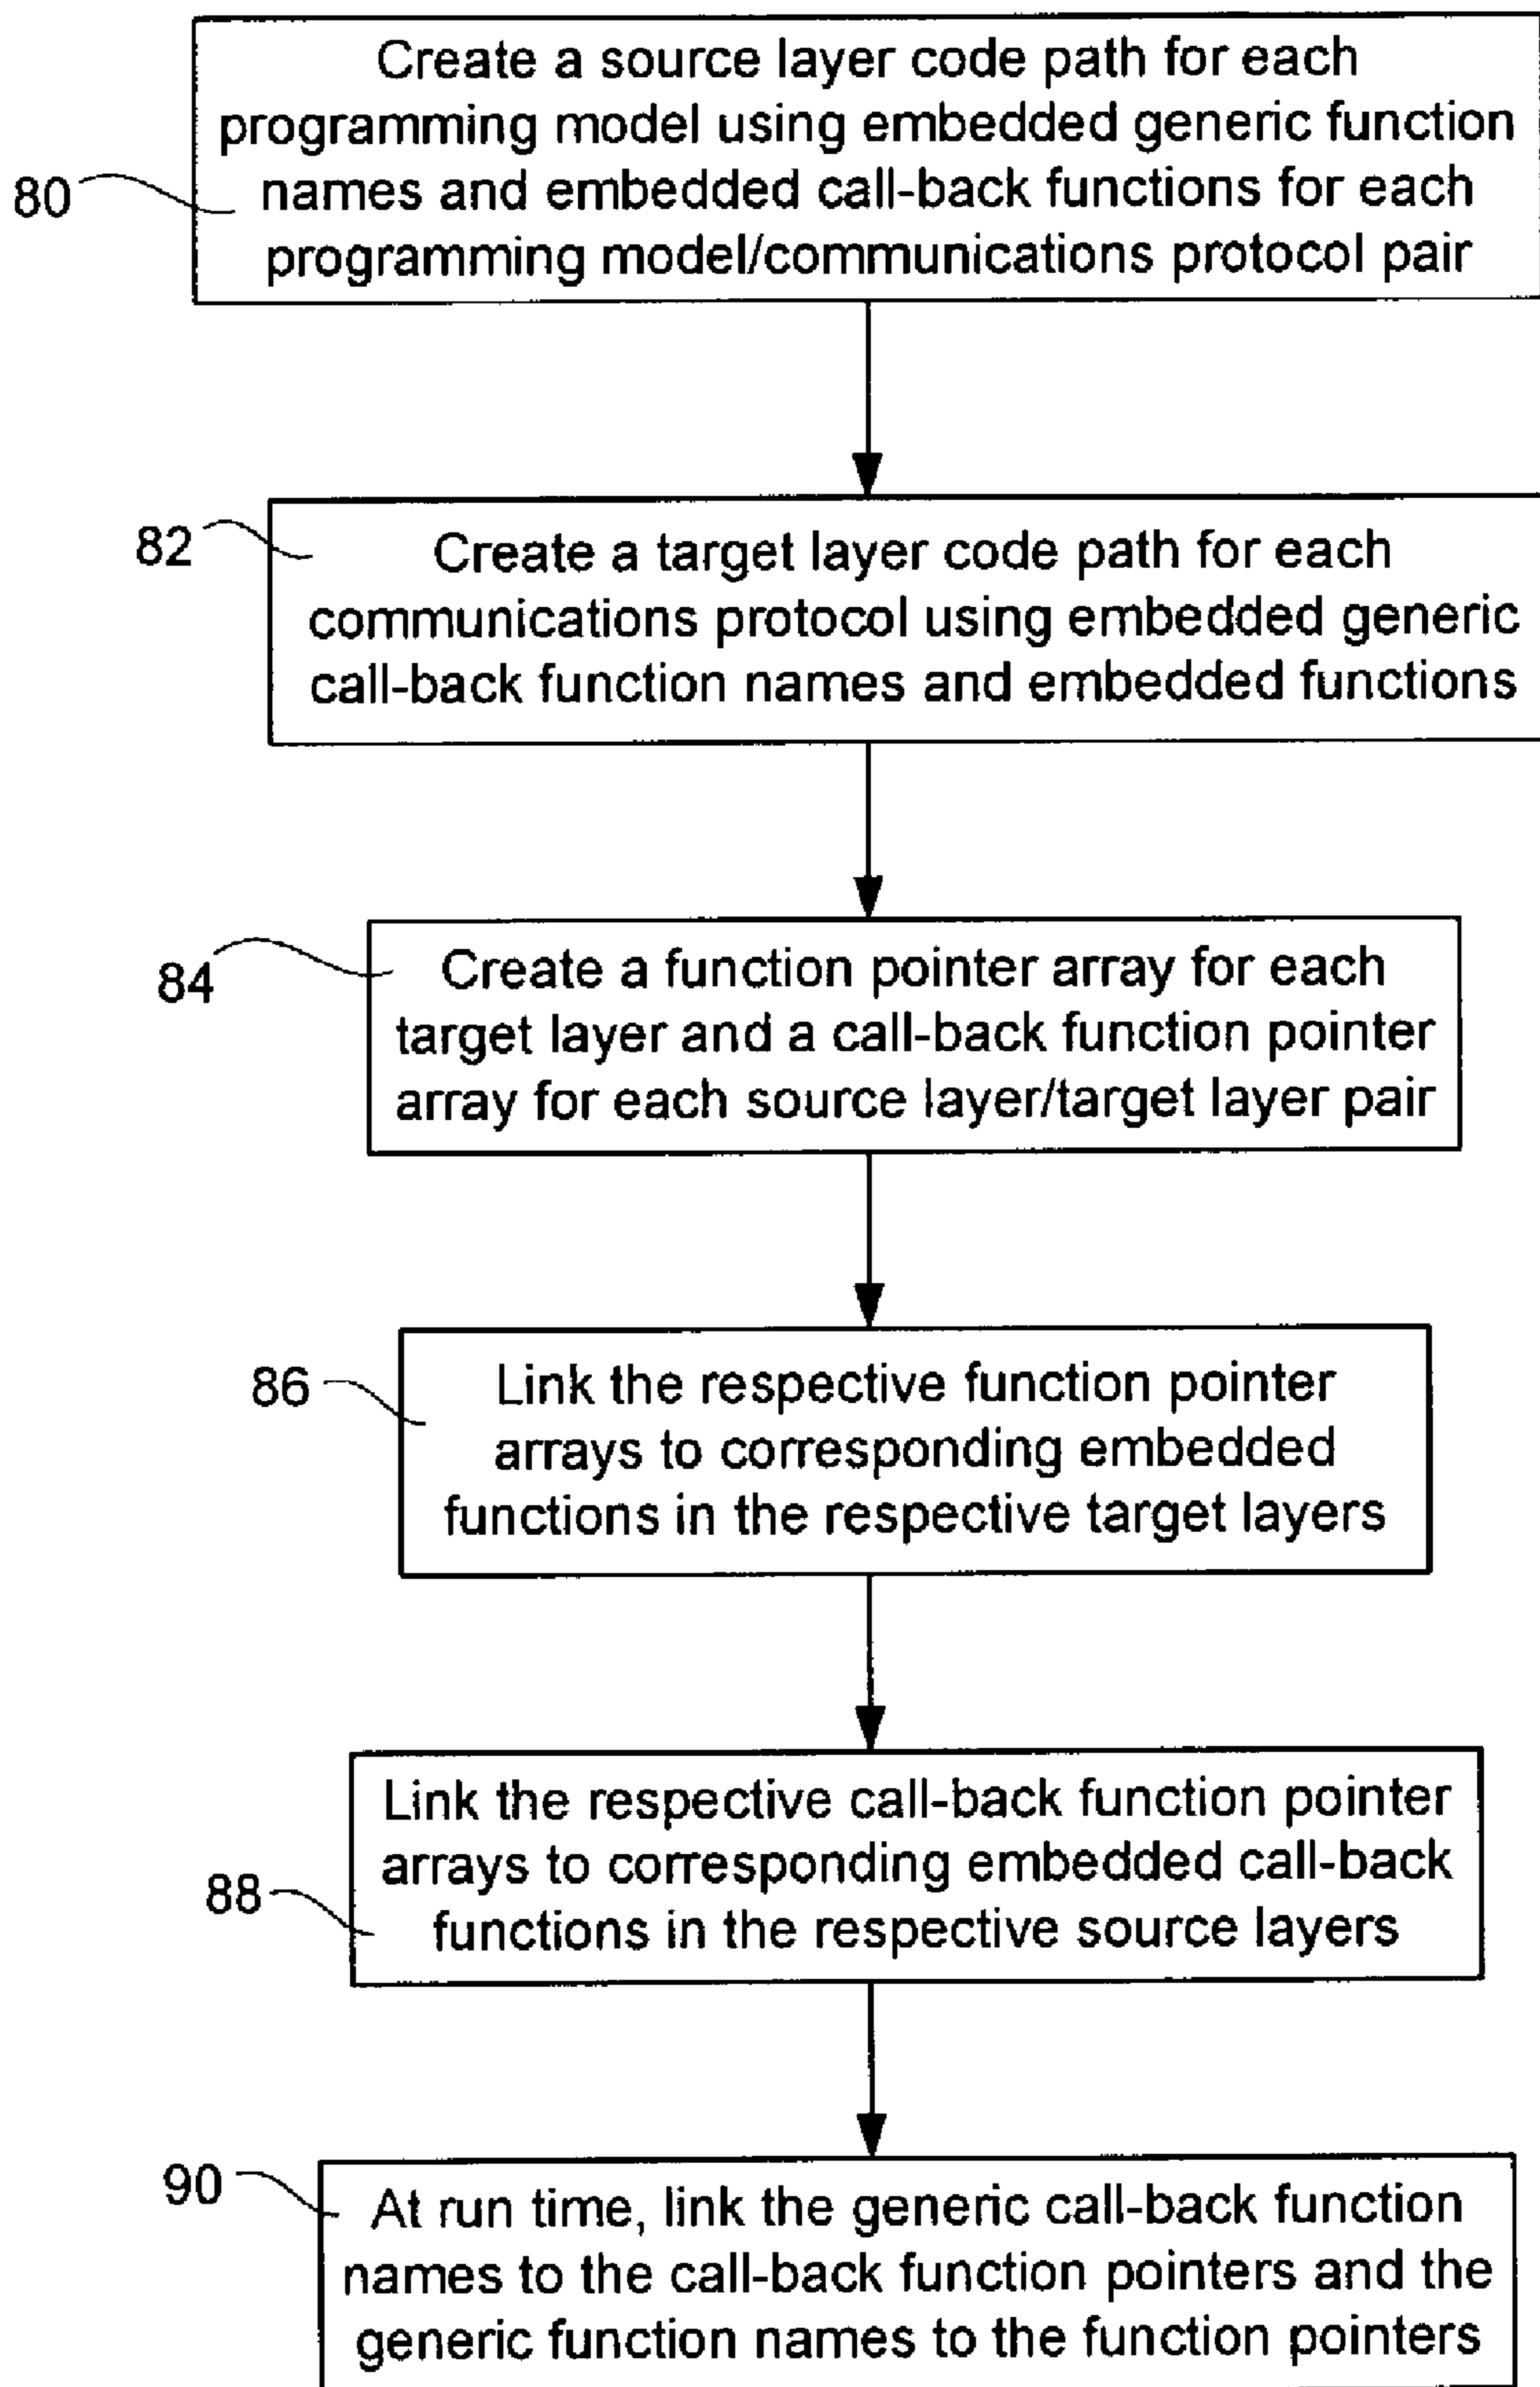 Create a source layer code path for each
programming model using embedded generic function
80
names and embedded call-back functions for each
programming model/communications protocol pair
82
Create a target layer code path for each
communications protocol using embedded generic
call-back function names and embedded functions
84
Create a function pointer array for each
target layer and a call-back function pointer
array for each source layer/target layer pair
86
Link the respective function pointer
arrays to corresponding embedded
functions in the respective target layers
Link the respective call-back function pointer
arrays to corresponding embedded call-back
88
functions in the respective source layers
90
At run time, link the generic call-back function
names to the call-back function pointers and the
generic function names to the function pointers